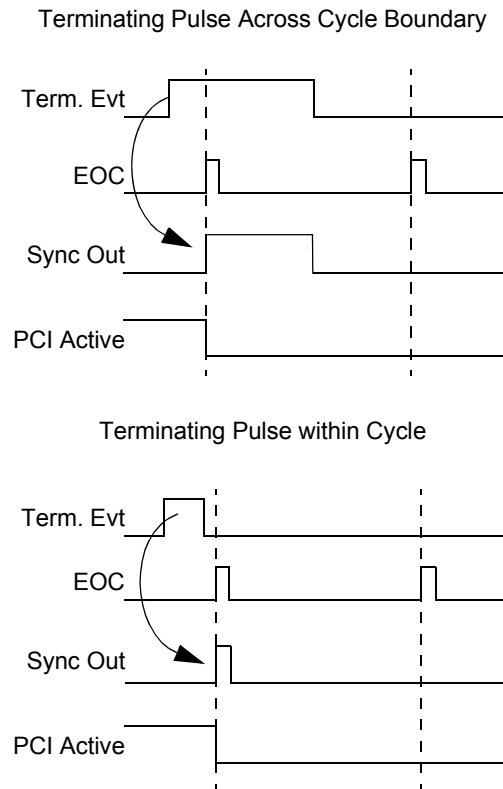 Terminating Pulse Across Cycle Boundary
Term. Evt
EOC
Sync Out
PCI Active
Terminating Pulse within Cycle
Term. Evt
EOC
Sync Out
PCI Active